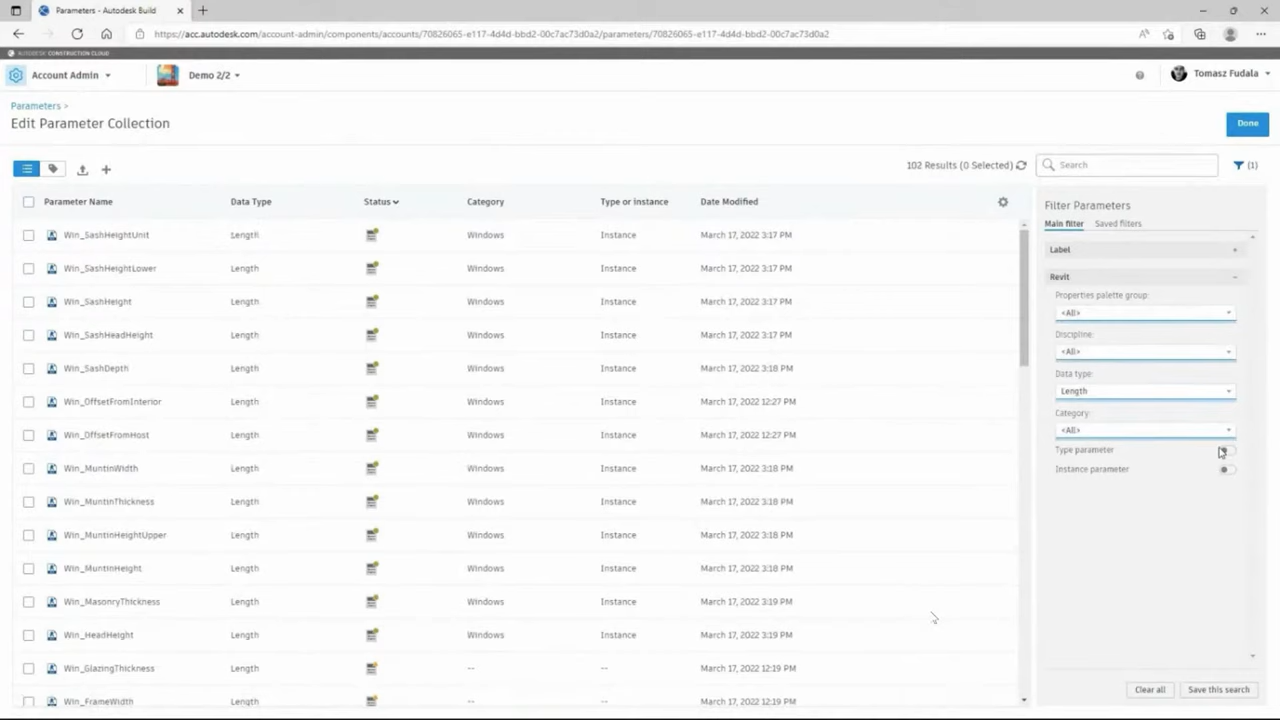 Parameters - Autodesk Build
https://acc.autodesk.com/account-admin/components/accounts/70826065-e117-4d4d-bbd2-00c7ac73d0a2/parameters/70826065-e117-4d4d-bbd2-00c7ac73d0a2
AUTODESK CONSTRUCTION CLOUD
Account Admin
Demo 2/2
Tomasz Fudala
Parameters >
Edit Parameter Collection
Done
102 Results (0 Selected)
Search
(1)
Parameter Name Data Type Status Category Type or instance Date Modified
Win_SashHeightUnit Length Windows Instance March 17, 2022 3:17 PM
Win_SashHeightLower Length Windows Instance March 17, 2022 3:17 PM
Win_SashHeight Length Windows Instance March 17, 2022 3:17 PM
Win_SashHeadHeight Length Windows Instance March 17, 2022 3:17 PM
Win_SashDepth Length Windows Instance March 17, 2022 3:18 PM
Win_OffsetFromInterior Length Windows Instance March 17, 2022 12:27 PM
Win_OffsetFromHost Length Windows Instance March 17, 2022 12:27 PM
Win_MuntinWidth Length Windows Instance March 17, 2022 3:18 PM
Win_MuntinThickness Length Windows Instance March 17, 2022 3:18 PM
Win_MuntinHeightUpper Length Windows Instance March 17, 2022 3:18 PM
Win_MuntinHeight Length Windows Instance March 17, 2022 3:18 PM
Win_MasonryThickness Length Windows Instance March 17, 2022 3:19 PM
Win_HeadHeight Length Windows Instance March 17, 2022 3:19 PM
Win_GlazingThickness Length -- -- March 17, 2022 12:19 PM
Win_FrameWidth Length -- -- March 17, 2022 12:18 PM
Filter Parameters
Main filter Saved filters
Label
Revit
Properties palette group:
<All>
Discipline:
<All>
Data type:
Length
Category:
<All>
Type parameter
Instance parameter
Clear all Save this search